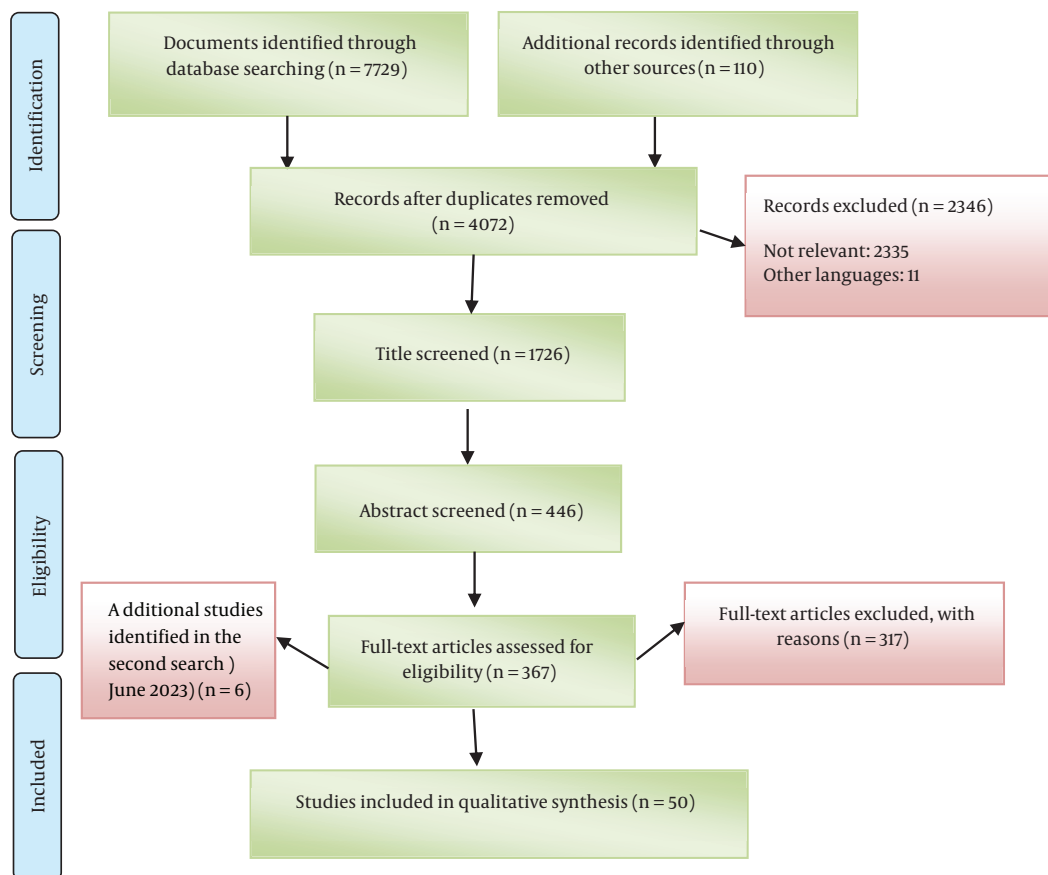 Identification
Documents identified through
database searching (n = 7729)
Additional records identified through
other sources (n = 110)
Records after duplicates removed
(n = 4072)
Records excluded (n = 2346)
Not relevant: 2335
Other languages: 11
Screening
Title screened (n = 1726)
Abstract screened (n = 446)
Eligibility
A dditional studies
identified in the
second search )
June 2023) (n = 6)
Full-text articles assessed for
eligibility (n = 367)
Full-text articles excluded, with
reasons (n = 317)
Included
Studies included in qualitative synthesis (n = 50)